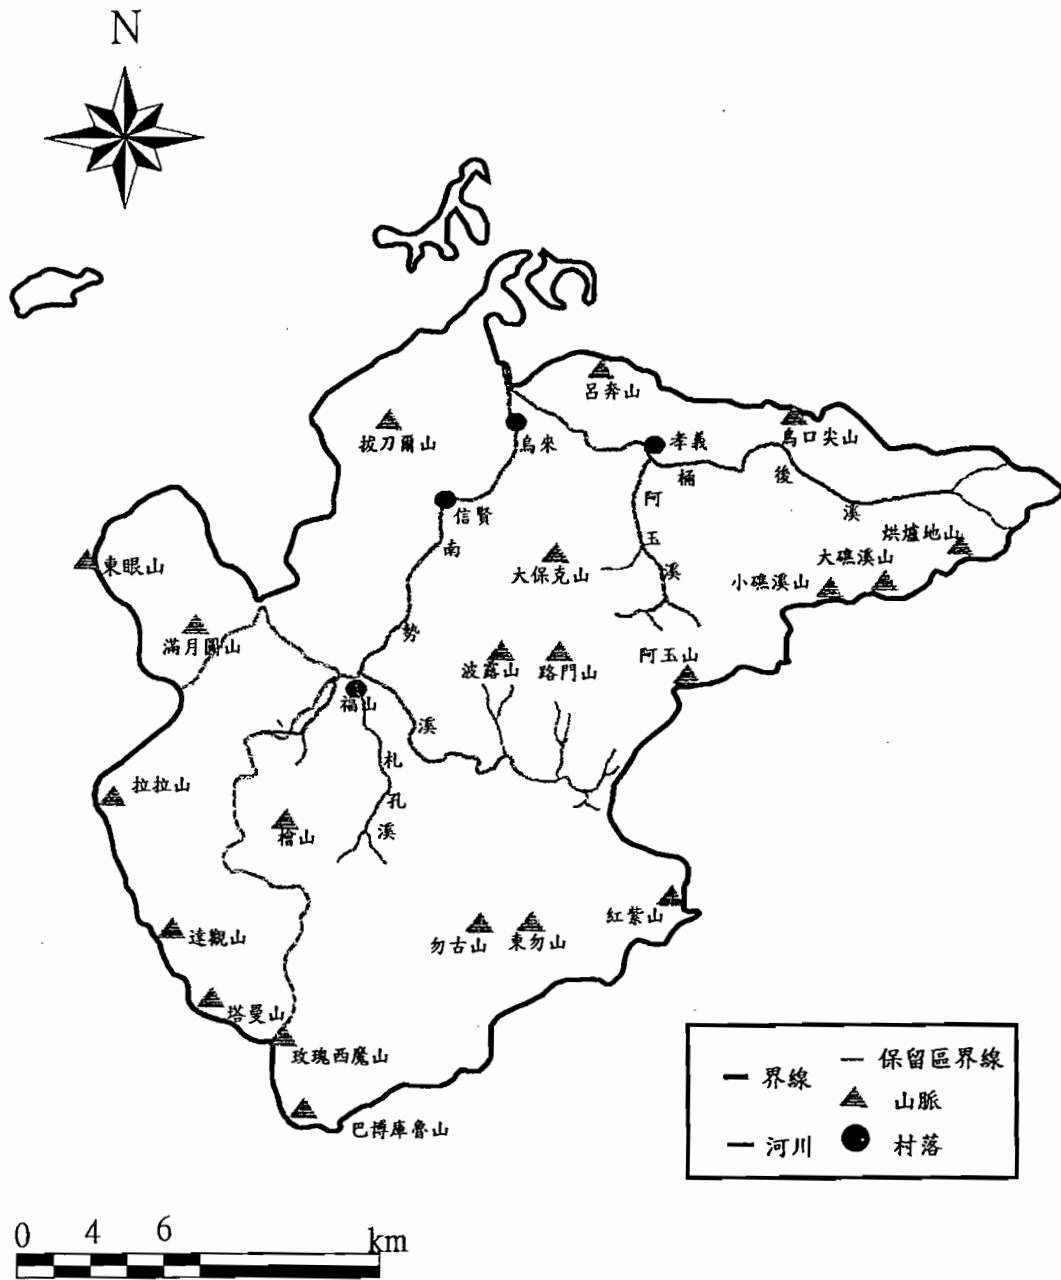 N
呂奔山
烏口尖山
拔刀爾山
烏來
孝義
桶後溪
信賢
阿玉溪
烘爐地山
大礁溪山
小礁溪山
東眼山
南勢溪
大保克山
滿月圓山
波露山
路門山
阿玉山
福山
札孔溪
拉拉山
檜山
紅紫山
達觀山
勿古山
東勿山
塔曼山
玫瑰西魔山
巴博庫魯山
界線
保留區界線
山脈
河川
村落
0 4 6 km